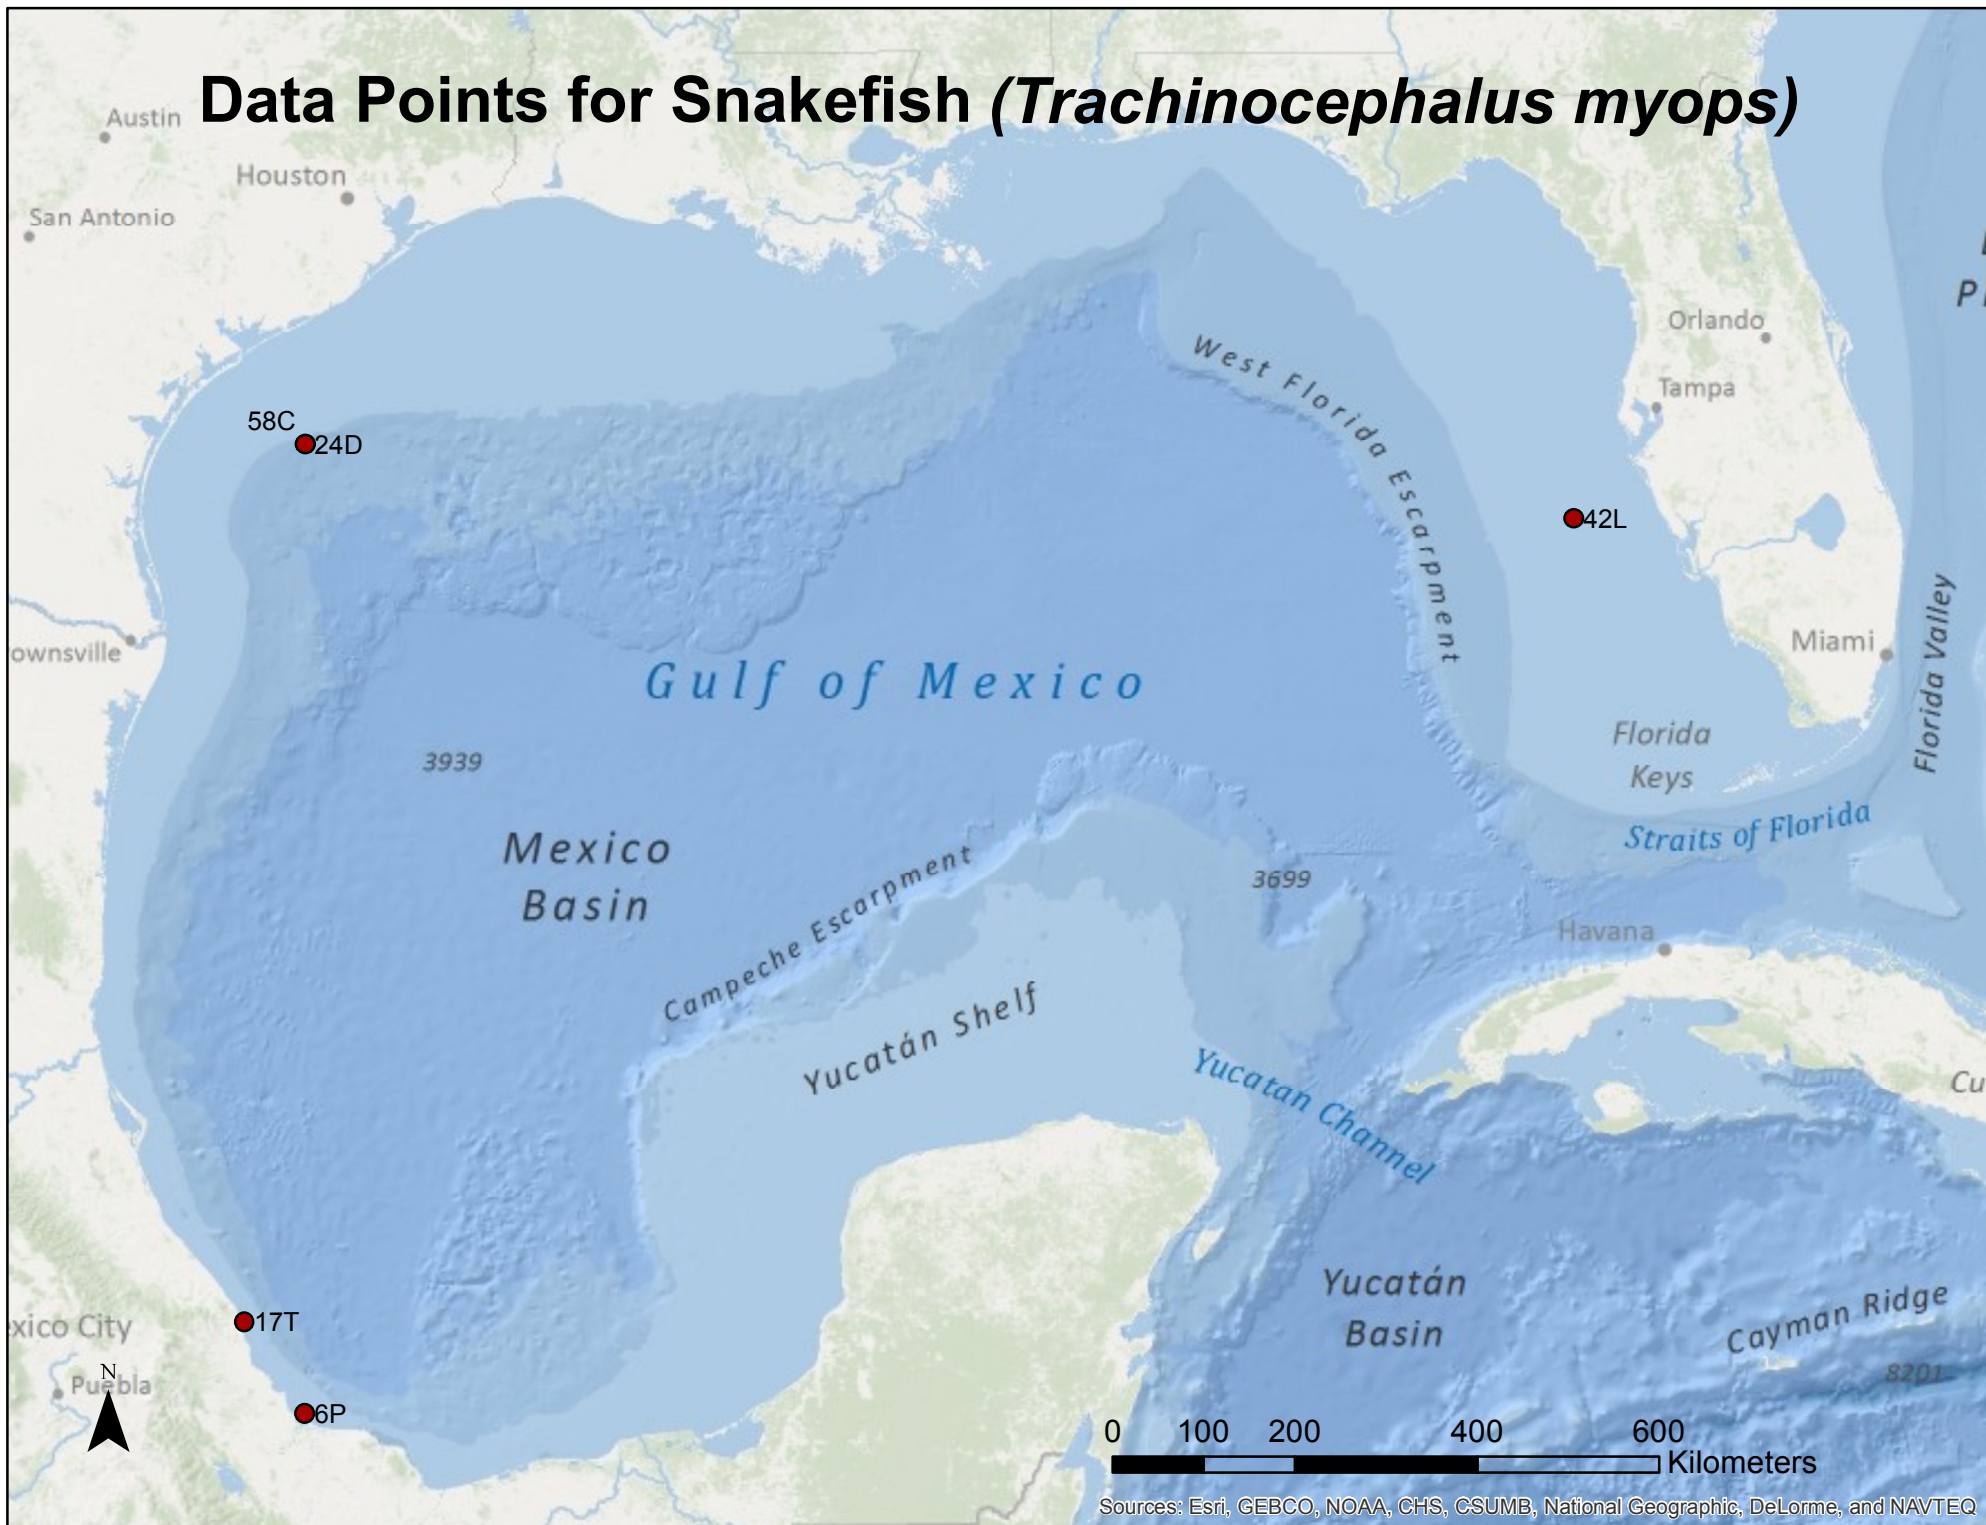 Data Points for Snakefish (Trachinocephalus myops)
Austin
Houston
San Antonio
P
Orlando
West Florida Escarpment
Tampa
58C
24D
42L
ownsville
Miami
Florida Valley
Gulf of Mexico
Florida
Keys
3939
Straits of Florida
Mexico
Basin
3699
Campeche Escarpment
Havana
Yucatán Shelf
Yucatan Channel
Cu
17T
xico City
Yucatán
Basin
Cayman Ridge
N
Puebla
8201
6P
0 100 200 400 600
Kilometers
Sources: Esri, GEBCO, NOAA, CHS, CSUMB, National Geographic, DeLorme, and NAVTEQ